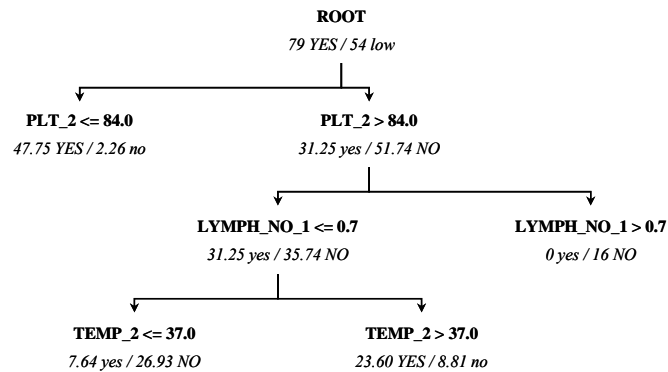 ROOT
79 YES / 54 low
PLT_2 <= 84.0
47.75 YES / 2.26 no
PLT_2 > 84.0
31.25 yes / 51.74 NO
LYMPH_NO_1 <= 0.7
31.25 yes / 35.74 NO
LYMPH_NO_1 > 0.7
0 yes / 16 NO
TEMP_2 <= 37.0
7.64 yes / 26.93 NO
TEMP_2 > 37.0
23.60 YES / 8.81 no